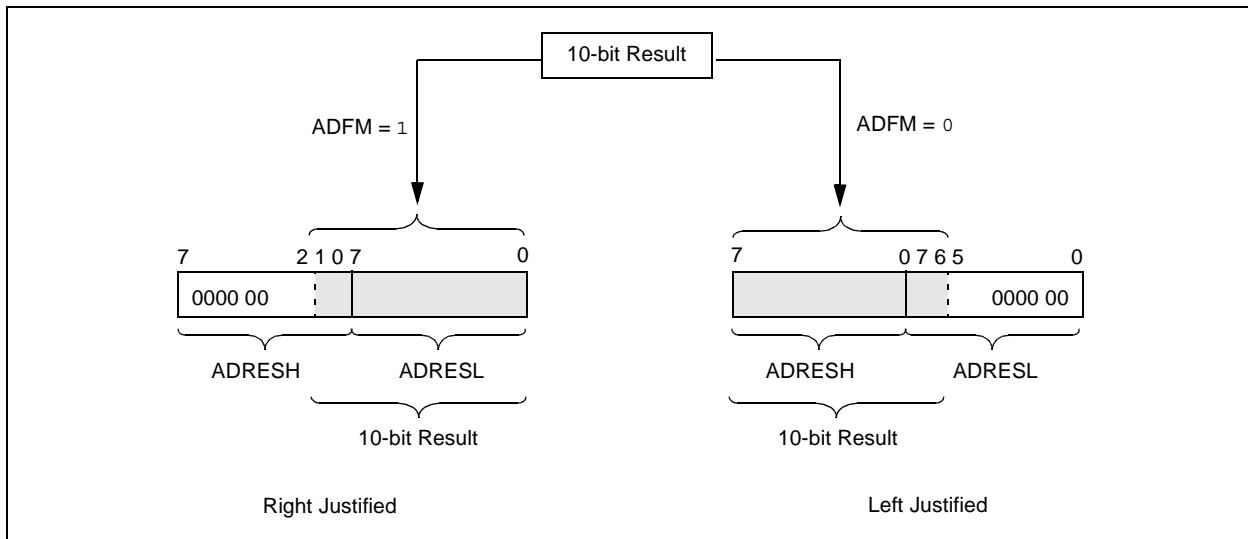 10-bit Result
ADFM = 1
ADFM = 0
7 2 1 0 7 0
7 0 7 6 5 0
0000 00
0000 00
ADRESH ADRESL
ADRESH ADRESL
10-bit Result
10-bit Result
Right Justified
Left Justified